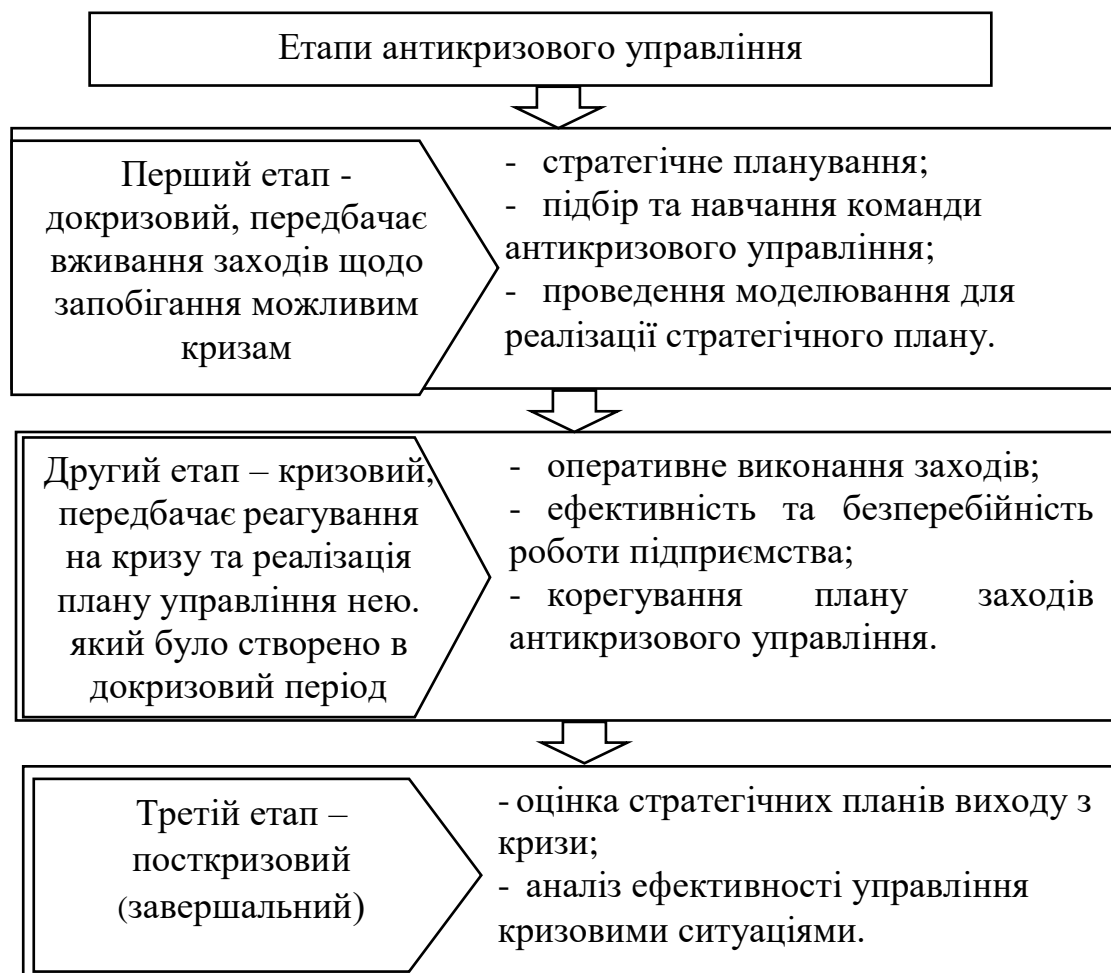 Етапи антикризового управління
Перший етап -
докризовий, передбачає
вживання заходів щодо
запобігання можливим
кризам
- стратегічне планування;
- підбір та навчання команди
антикризового управління;
- проведення моделювання для
реалізації стратегічного плану.
Другий етап – кризовий,
передбачає реагування
на кризу та реалізація
плану управління нею.
який було створено в
докризовий період
- оперативне виконання заходів;
- ефективність та безперебійність
роботи підприємства;
- корегування плану заходів
антикризового управління.
Третій етап –
посткризовий
(завершальний)
- оцінка стратегічних планів виходу з
кризи;
- аналіз ефективності управління
кризовими ситуаціями.